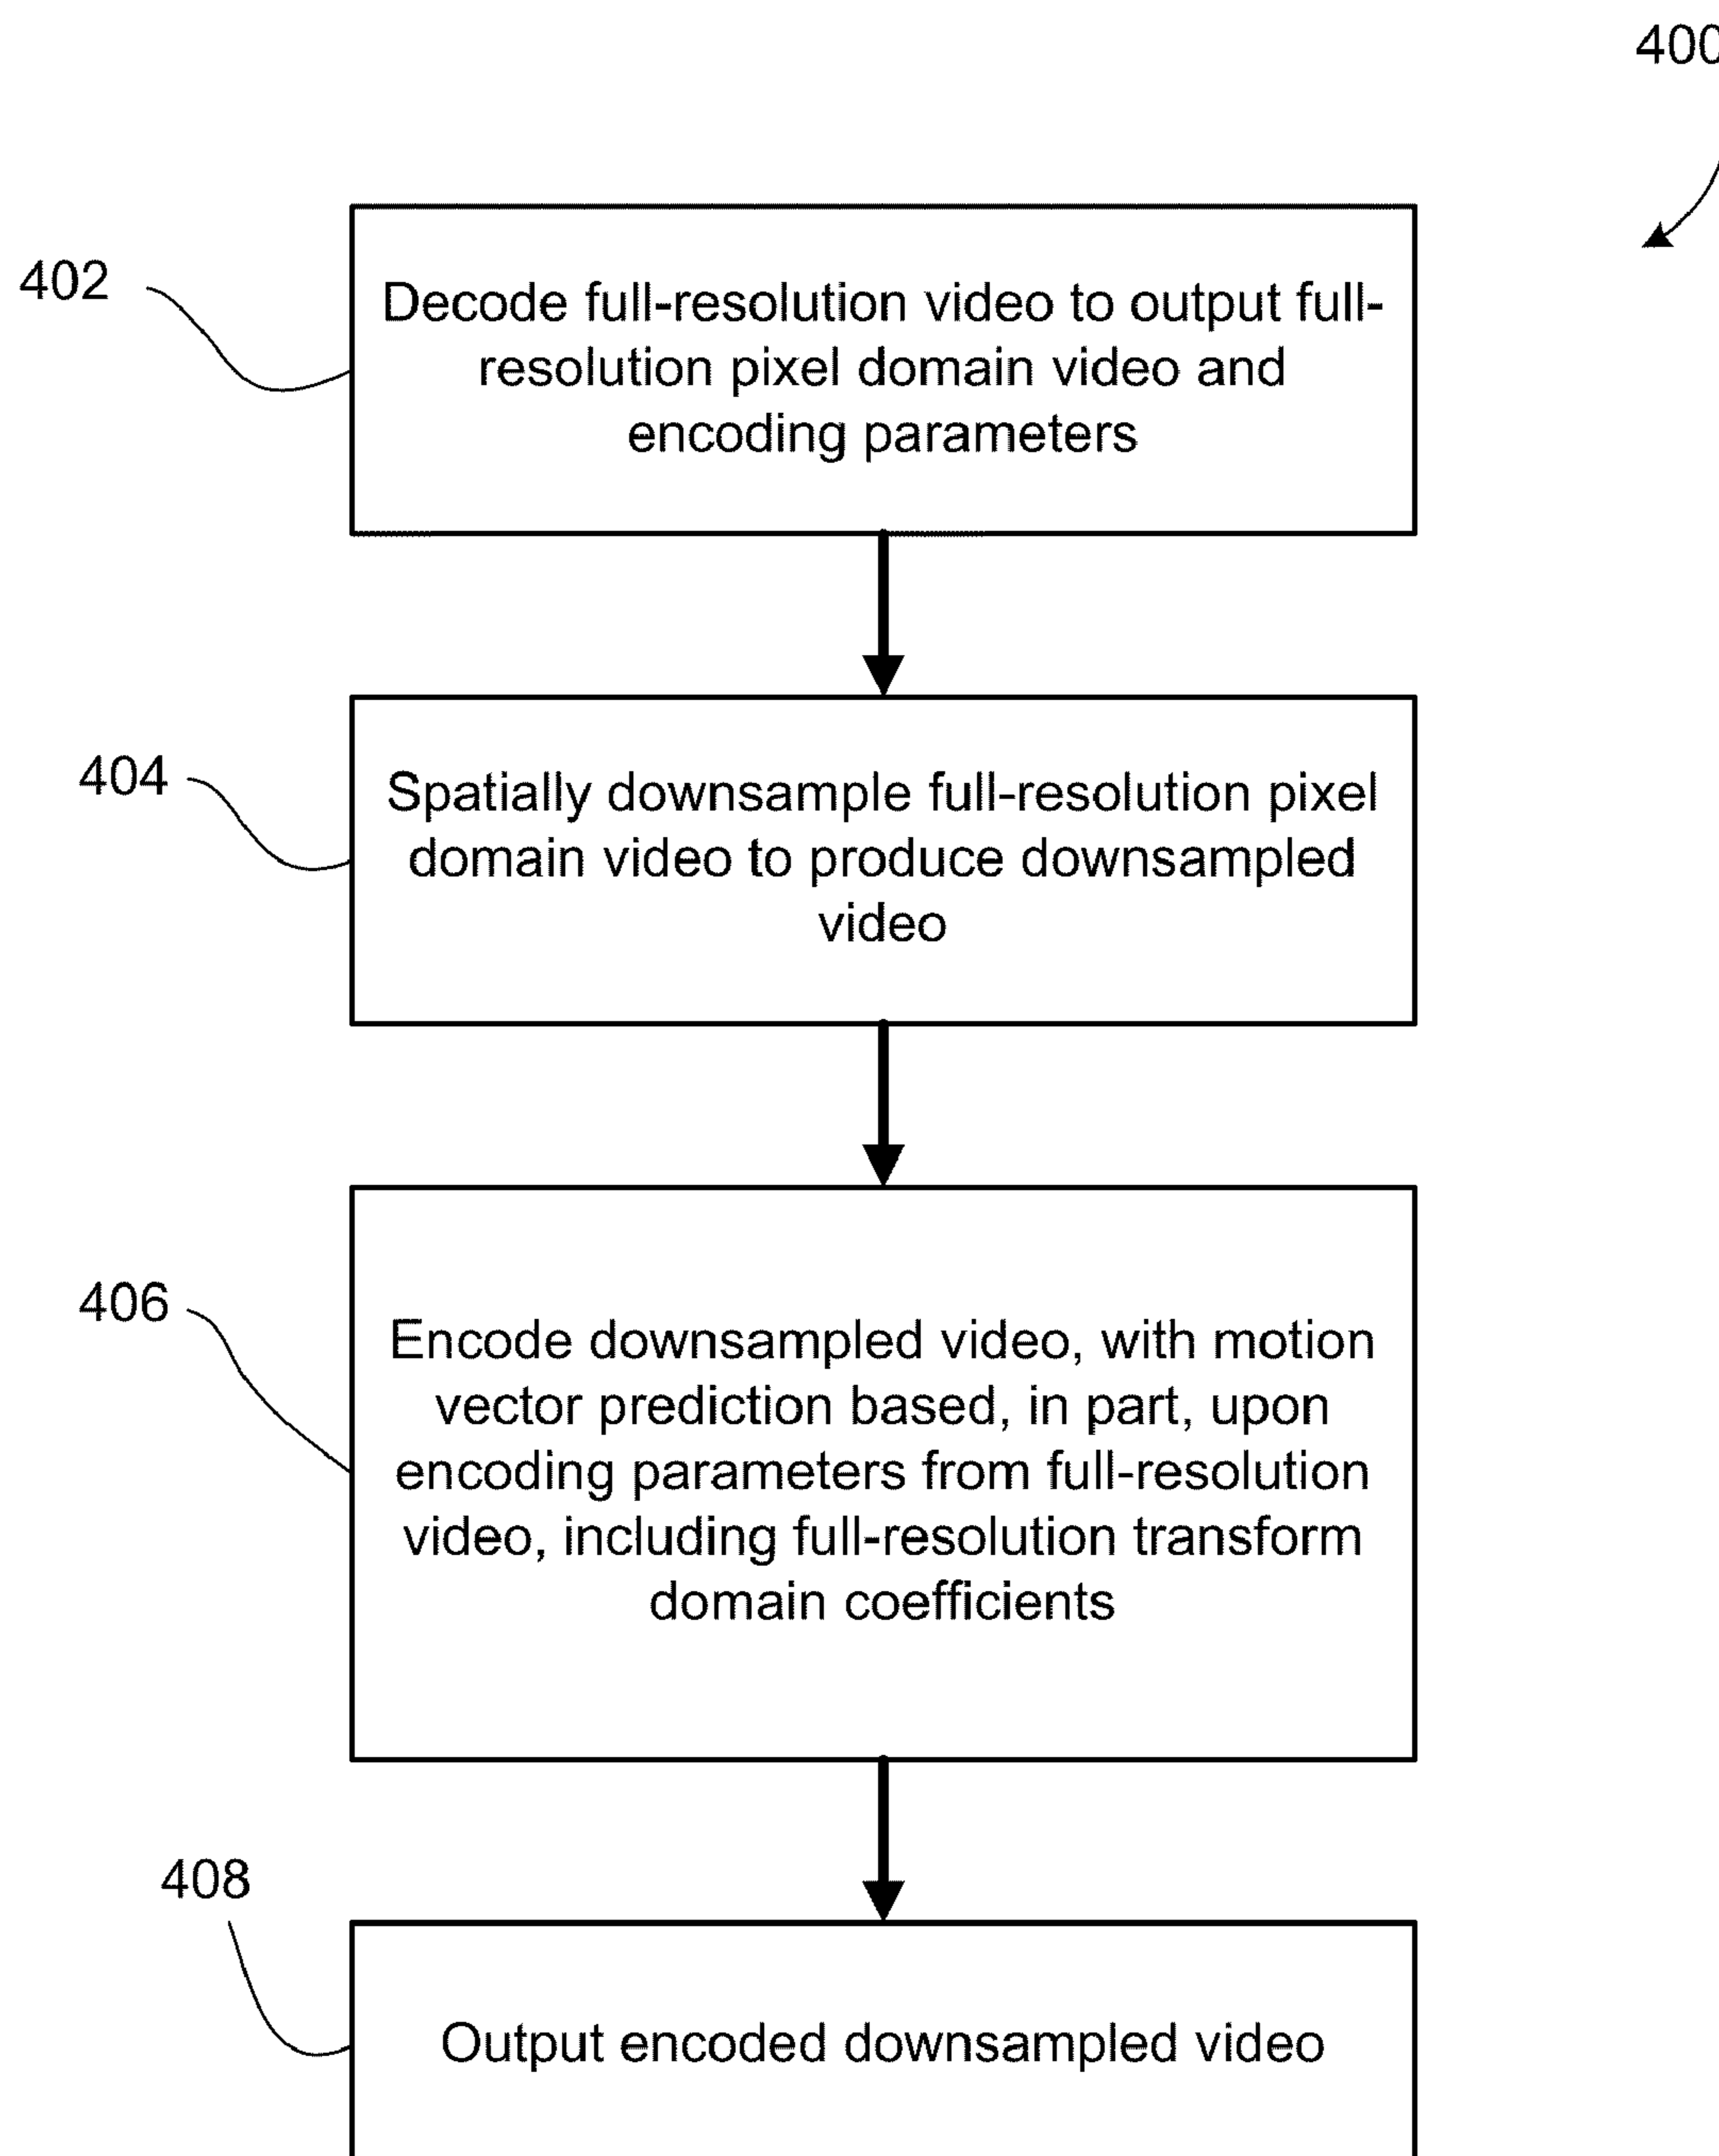 400
402
Decode full-resolution video to output full-
resolution pixel domain video and
encoding parameters
404
Spatially downsample full-resolution pixel
domain video to produce downsampled
video
406
Encode downsampled video, with motion
vector prediction based, in part, upon
encoding parameters from full-resolution
video, including full-resolution transform
domain coefficients
408
Output encoded downsampled video